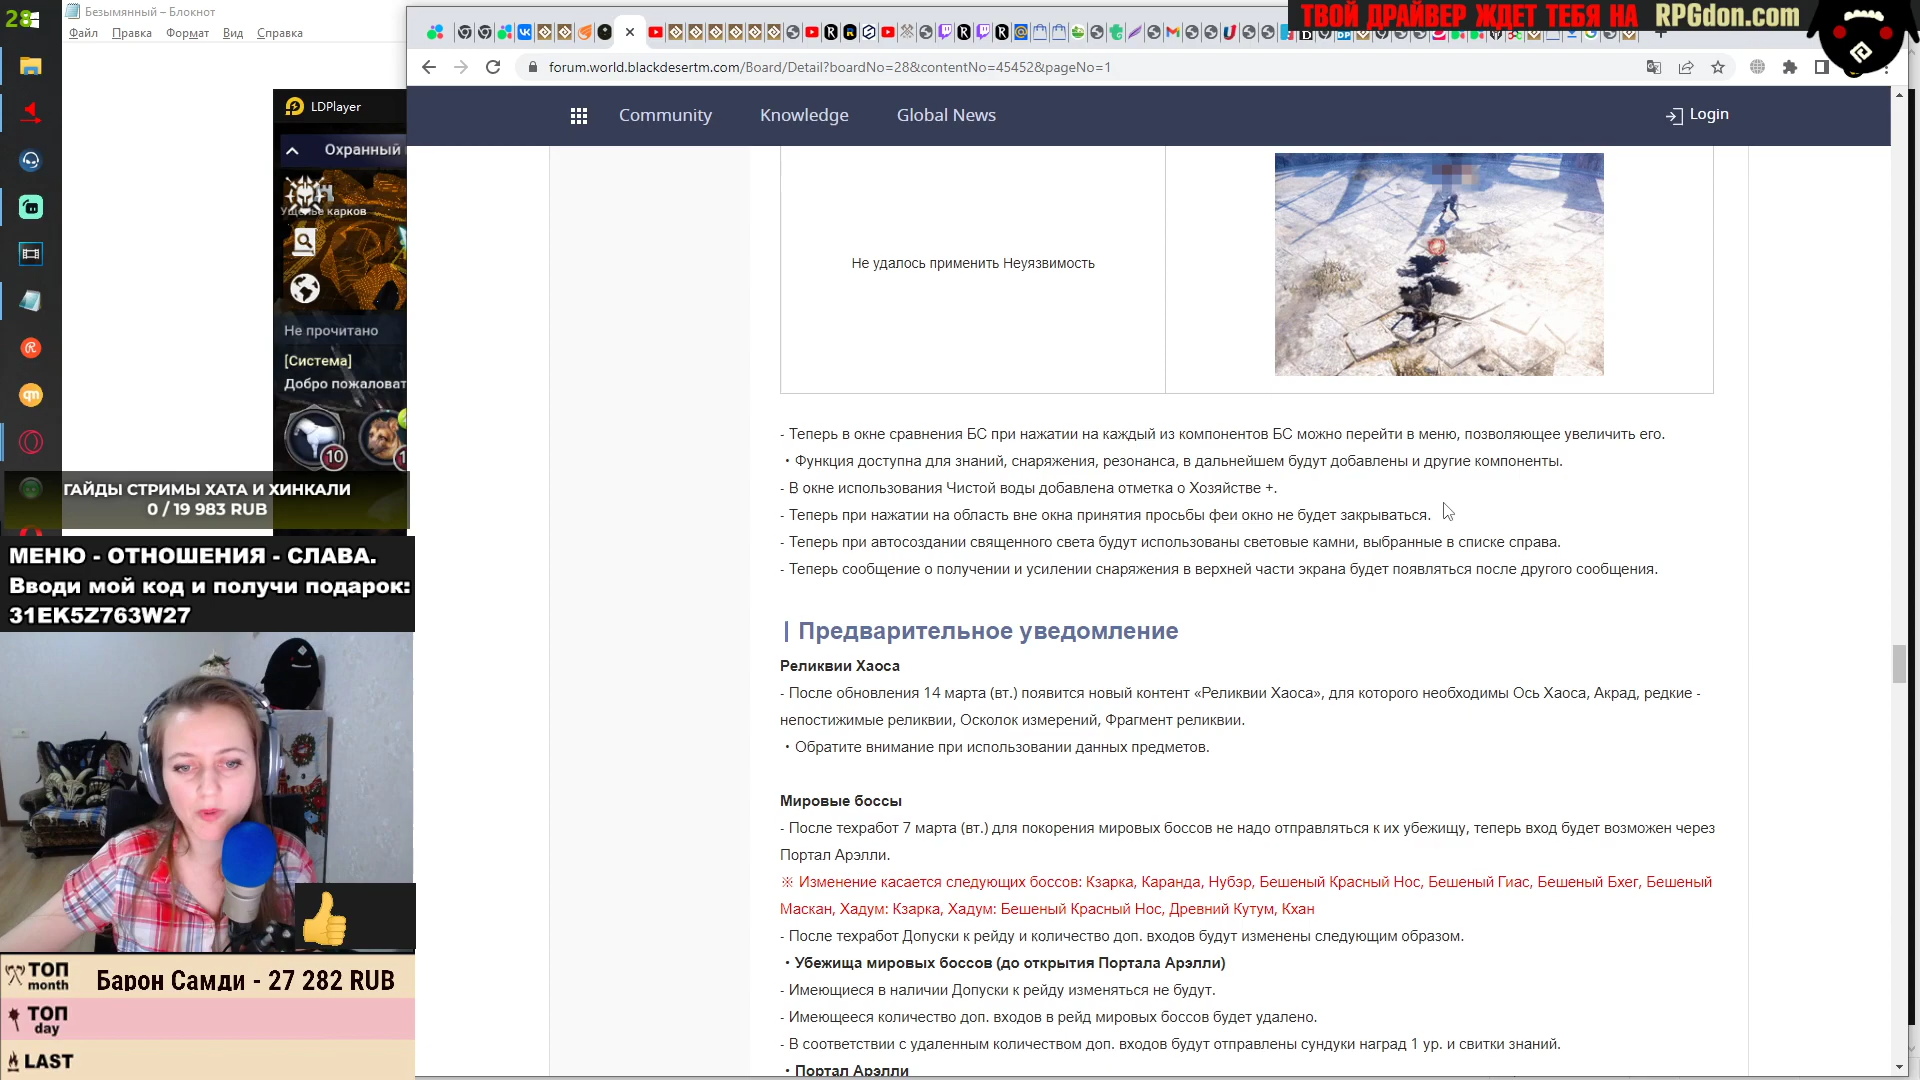 28
Безымянный – Блокнот
Файл Правка Формат Вид Справка
ТВОЙ ДРАЙВЕР ЖДЕТ ТЕБЯ НА RPGdon.com
forum.world.blackdesertm.com/Board/Detail?boardNo=28&contentNo=45452&pageNo=1
LDPlayer
Community Knowledge Global News Login
Охранный
Ущелье карков
Не прочитано
[Система]
Добро пожаловат
10
Не удалось применить Неуязвимость
- Теперь в окне сравнения БС при нажатии на каждый из компонентов БС можно перейти в меню, позволяющее увеличить его.
• Функция доступна для знаний, снаряжения, резонанса, в дальнейшем будут добавлены и другие компоненты.
- В окне использования Чистой воды добавлена отметка о Хозяйстве +.
- Теперь при нажатии на область вне окна принятия просьбы феи окно не будет закрываться.
- Теперь при автосоздании священного света будут использованы световые камни, выбранные в списке справа.
- Теперь сообщение о получении и усилении снаряжения в верхней части экрана будет появляться после другого сообщения.
| Предварительное уведомление
Реликвии Хаоса
- После обновления 14 марта (вт.) появится новый контент «Реликвии Хаоса», для которого необходимы Ось Хаоса, Акрад, редкие -
непостижимые реликвии, Осколок измерений, Фрагмент реликвии.
• Обратите внимание при использовании данных предметов.
Мировые боссы
- После техработ 7 марта (вт.) для покорения мировых боссов не надо отправляться к их убежищу, теперь вход будет возможен через
Портал Арэлли.
※ Изменение касается следующих боссов: Кзарка, Каранда, Нубэр, Бешеный Красный Нос, Бешеный Гиас, Бешеный Бхег, Бешеный
Маскан, Хадум: Кзарка, Хадум: Бешеный Красный Нос, Древний Кутум, Кхан
- После техработ Допуски к рейду и количество доп. входов будут изменены следующим образом.
• Убежища мировых боссов (до открытия Портала Арэлли)
- Имеющиеся в наличии Допуски к рейду изменяться не будут.
- Имеющееся количество доп. входов в рейд мировых боссов будет удалено.
- В соответствии с удаленным количеством доп. входов будут отправлены сундуки наград 1 ур. и свитки знаний.
• Портал Арэлли
ГАЙДЫ СТРИМЫ ХАТА И ХИНКАЛИ
0 / 19 983 RUB
МЕНЮ - ОТНОШЕНИЯ - СЛАВА.
Вводи мой код и получи подарок:
31EK5Z763W27
ТОП month Барон Самди - 27 282 RUB
ТОП day
LAST